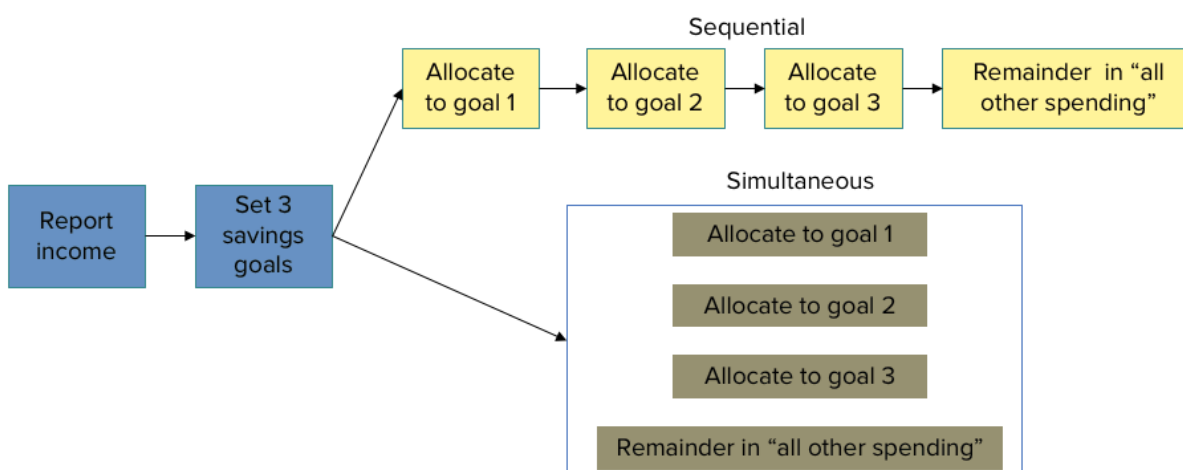 Sequential
Allocate
to goal 1
Allocate
to goal 2
Allocate
to goal 3
Remainder in “all
other spending”
Report
income
Set 3
savings
goals
Simultaneous
Allocate to goal 1
Allocate to goal 2
Allocate to goal 3
Remainder in “all other spending”